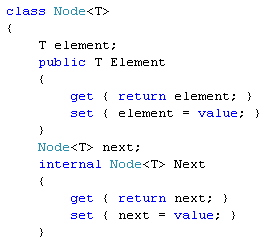 class Node<T>
{
    T element;
    public T Element
    {
        get { return element; }
        set { element = value; }
    }
    Node<T> next;
    internal Node<T> Next
    {
        get { return next; }
        set { next = value; }
    }